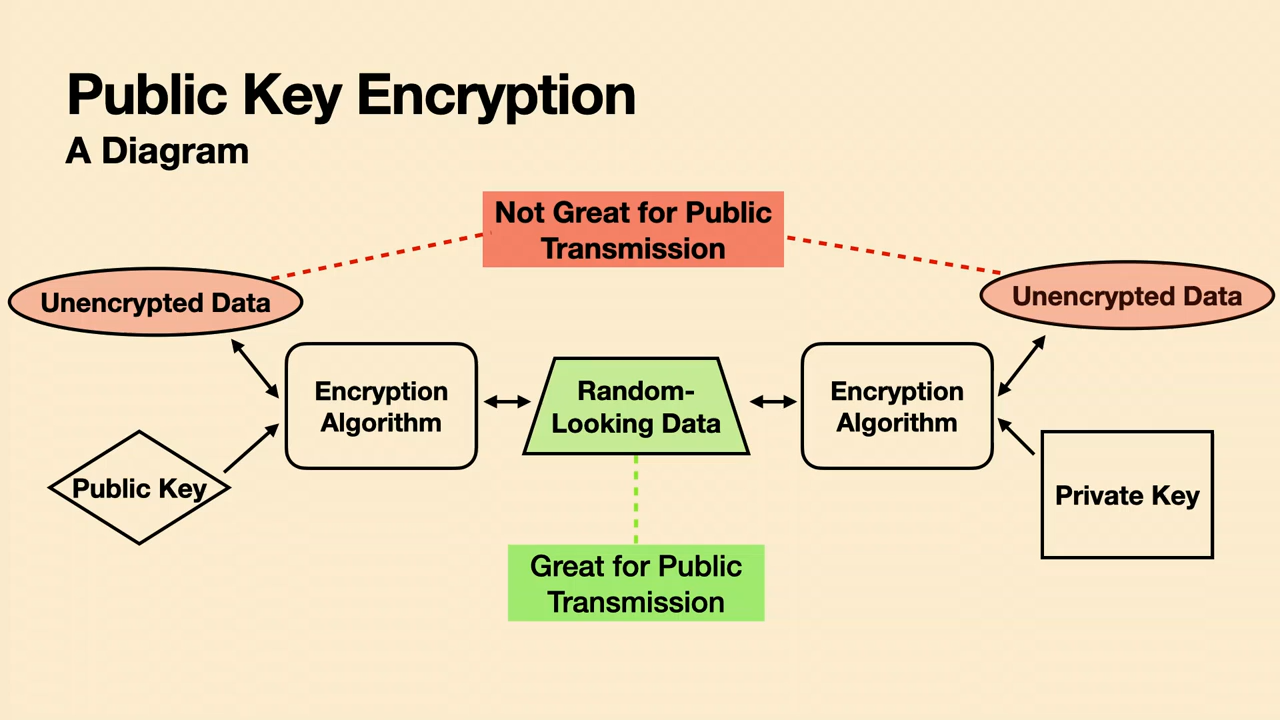 Public Key Encryption
A Diagram
Not Great for Public
Transmission
Unencrypted Data
Unencrypted Data
Encryption
Algorithm
Random-
Looking Data
Encryption
Algorithm
Public Key
Private Key
Great for Public
Transmission